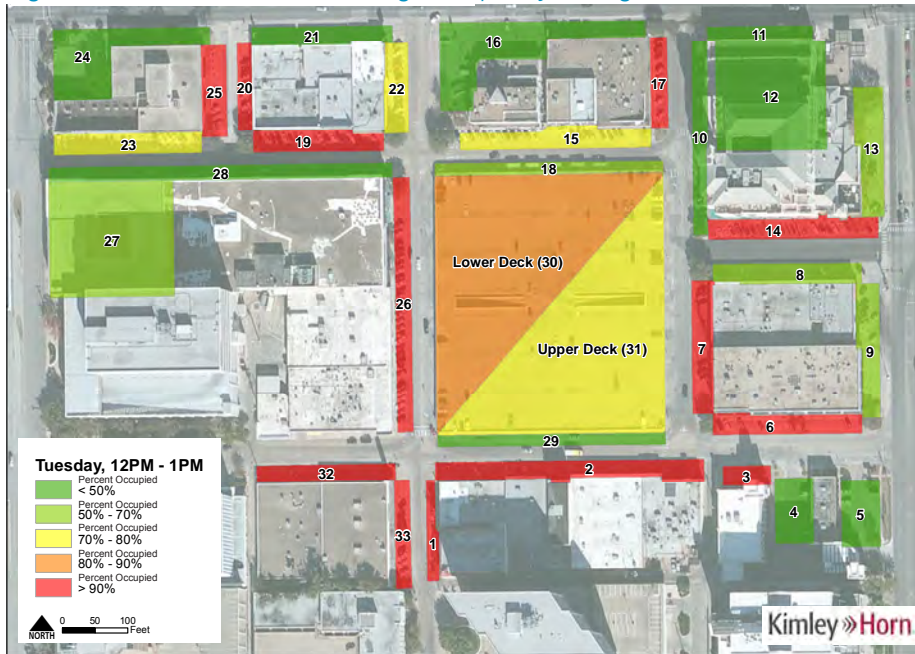 24
21
16
11
25
20
22
17
12
23
19
15
10
13
28
18
14
27
Lower Deck (30)
8
26
Upper Deck (31)
7
9
6
29
32
2
3
33
1
4
5
Tuesday, 12PM - 1PM
Percent Occupied
< 50%
Percent Occupied
50% - 70%
Percent Occupied
70% - 80%
Percent Occupied
80% - 90%
Percent Occupied
> 90%
NORTH
0 50 100
Feet
Kimley»Horn